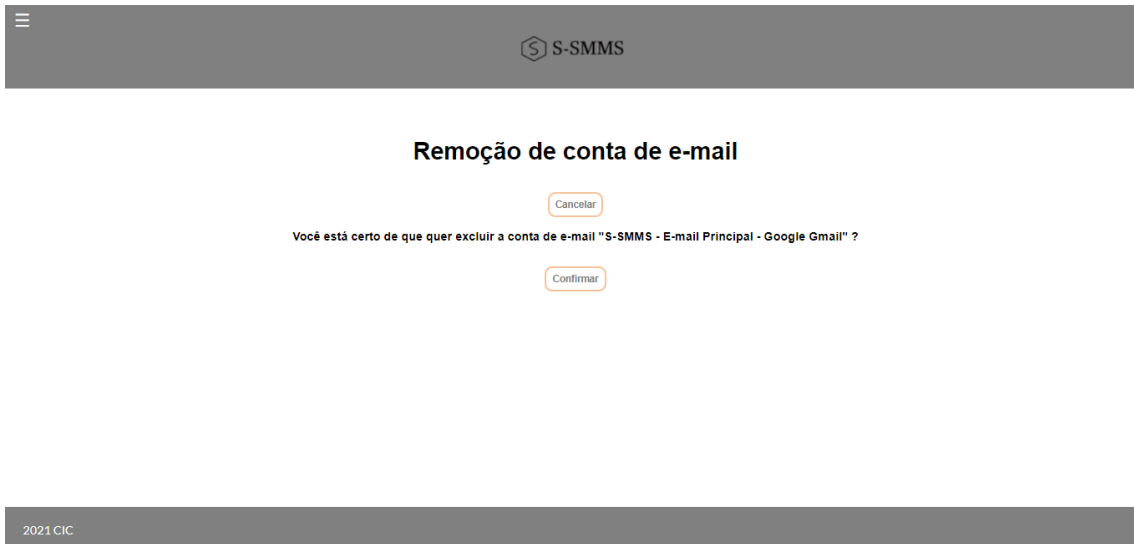 S-SMMS
Remoção de conta de e-mail
Cancelar
Você está certo de que quer excluir a conta de e-mail "S-SMMS - E-mail Principal - Google Gmail" ?
Confirmar
2021 CIC